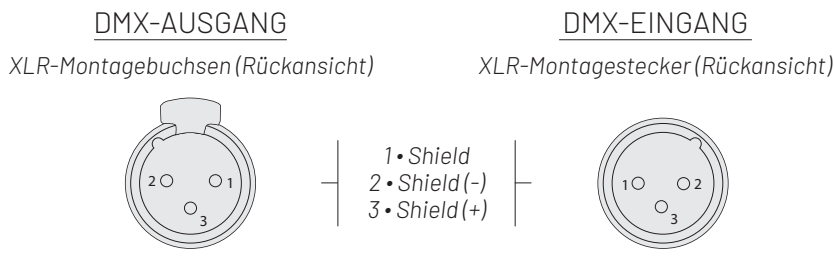 DMX-AUSGANG
XLR-Montagebuchsen (Rückansicht)
2 1
3
1 • Shield
2 • Shield (-)
3 • Shield (+)
DMX-EINGANG
XLR-Montagestecker (Rückansicht)
1 2
3